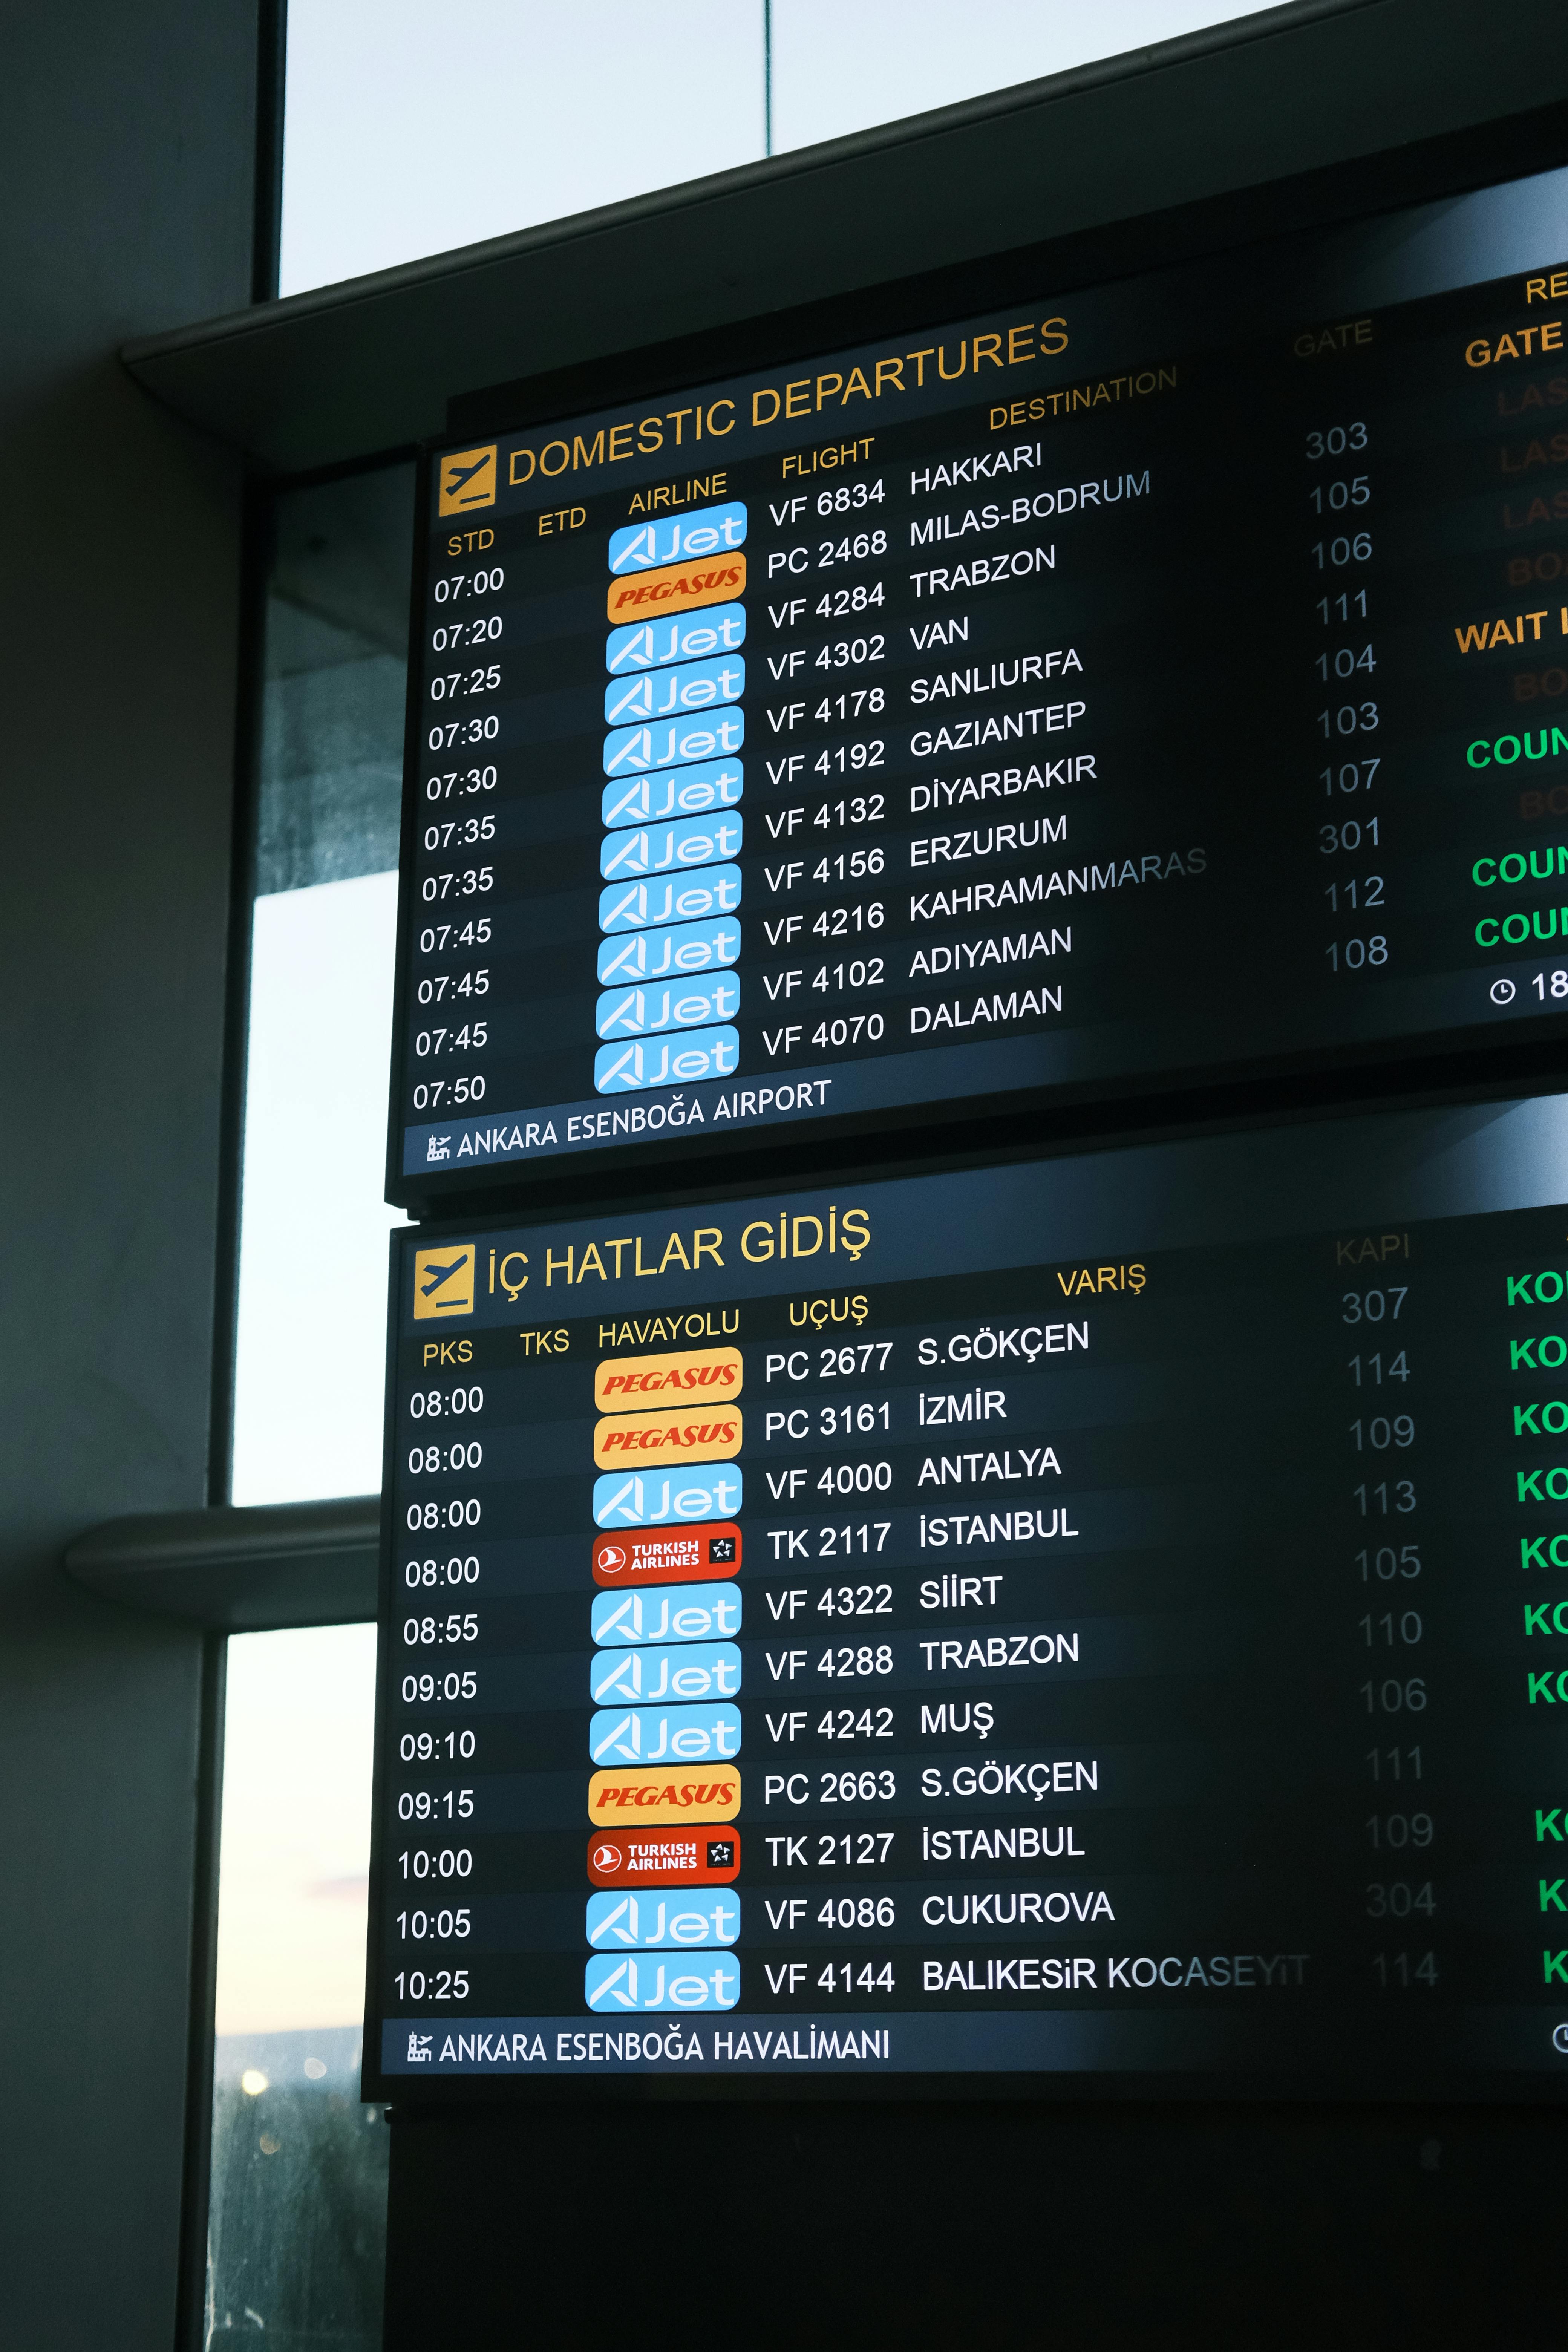 DOMESTIC DEPARTURES
STD ETD AIRLINE FLIGHT DESTINATION GATE
07:00 AJet VF 6834 HAKKARI GATE
07:20 PEGASUS PC 2468 MILAS-BODRUM 303
07:25 AJet VF 4284 TRABZON 105
07:30 AJet VF 4302 VAN 106
07:30 AJet VF 4178 SANLIURFA 111
07:35 AJet VF 4192 GAZIANTEP 104 WAIT
07:35 AJet VF 4132 DİYARBAKIR 103
07:45 AJet VF 4156 ERZURUM 107
07:45 AJet VF 4216 KAHRAMANMARAS 301
07:45 AJet VF 4102 ADIYAMAN 112
07:50 AJet VF 4070 DALAMAN 108
ANKARA ESENBOĞA AIRPORT
İÇ HATLAR GİDİŞ
PKS TKS HAVAYOLU UÇUŞ VARIŞ KAPI
08:00 PEGASUS PC 2677 S.GÖKÇEN 307
08:00 PEGASUS PC 3161 İZMİR 114
08:00 AJet VF 4000 ANTALYA 109
08:00 TURKISH AIRLINES TK 2117 İSTANBUL 113
08:55 AJet VF 4322 SİİRT 105
09:05 AJet VF 4288 TRABZON 110
09:10 AJet VF 4242 MUŞ 106
09:15 PEGASUS PC 2663 S.GÖKÇEN 111
10:00 TURKISH AIRLINES TK 2127 İSTANBUL 109
10:05 AJet VF 4086 CUKUROVA 304
10:25 AJet VF 4144 BALIKESiR KOCASEYiT 114
ANKARA ESENBOĞA HAVALİMANI